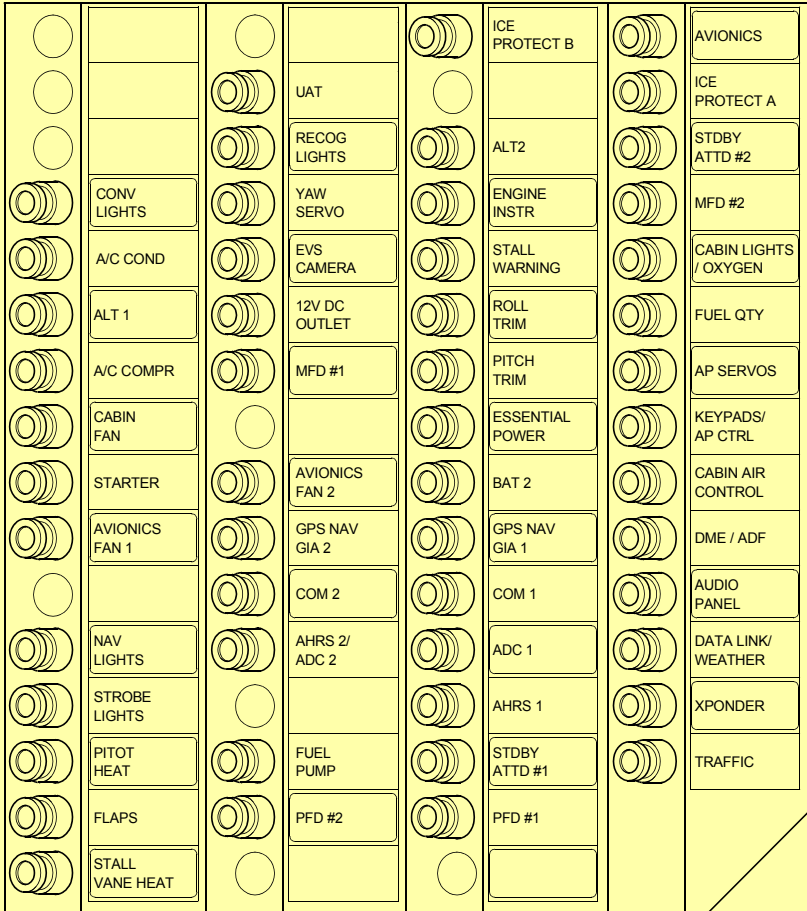 CONV
LIGHTS
A/C COND
ALT 1
A/C COMPR
CABIN
FAN
STARTER
AVIONICS
FAN 1
NAV
LIGHTS
STROBE
LIGHTS
PITOT
HEAT
FLAPS
STALL
VANE HEAT
UAT
RECOG
LIGHTS
YAW
SERVO
EVS
CAMERA
12V DC
OUTLET
MFD #1
AVIONICS
FAN 2
GPS NAV
GIA 2
COM 2
AHRS 2/
ADC 2
FUEL
PUMP
PFD #2
ICE
PROTECT B
ALT2
ENGINE
INSTR
STALL
WARNING
ROLL
TRIM
PITCH
TRIM
ESSENTIAL
POWER
BAT 2
GPS NAV
GIA 1
COM 1
ADC 1
AHRS 1
STDBY
ATTD #1
PFD #1
AVIONICS
ICE
PROTECT A
STDBY
ATTD #2
MFD #2
CABIN LIGHTS
/ OXYGEN
FUEL QTY
AP SERVOS
KEYPADS/
AP CTRL
CABIN AIR
CONTROL
DME / ADF
AUDIO
PANEL
DATA LINK/
WEATHER
XPONDER
TRAFFIC